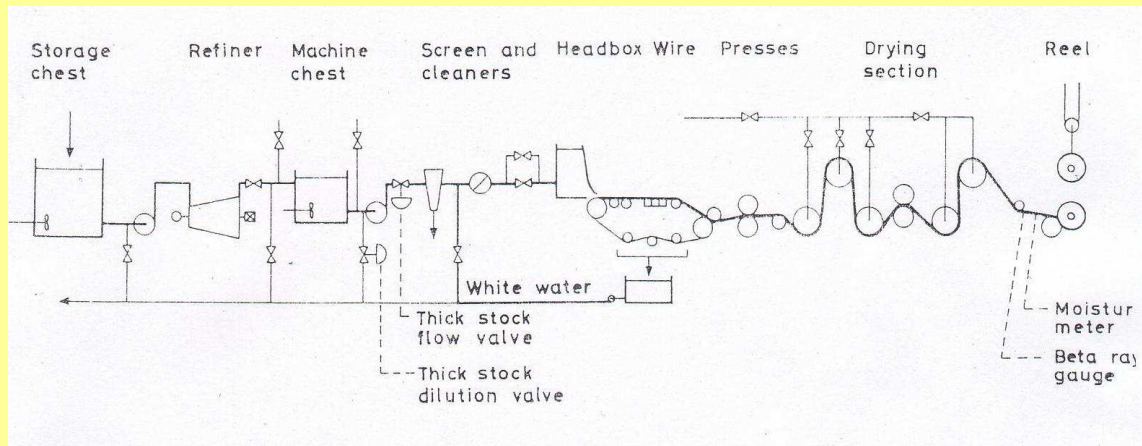 Storage
chest
Refiner
Machine
chest
Screen and
cleaners
Headbox Wire
Presses
Drying
section
Reel
White water
Thick stock
flow valve
Thick stock
dilution valve
Moistur
meter
Beta ray
gauge